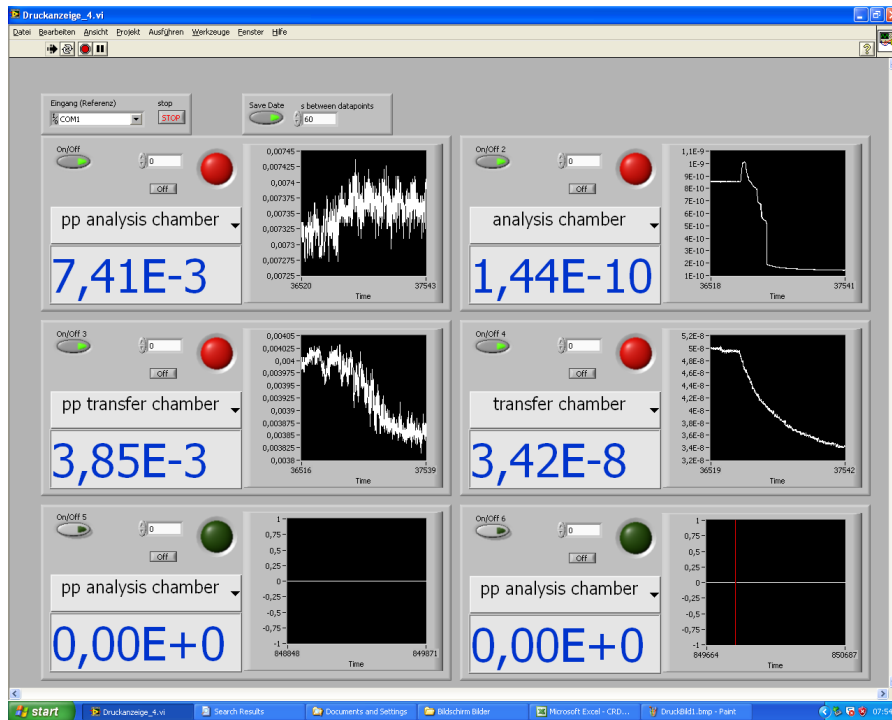 Druckanzeige_4.vi
Datei Bearbeiten Ansicht Projekt Ausführen Werkzeuge Fenster Hilfe
Eingang (Referenz) stop
COM1 STOP
Save Date s between datapoints
60
On/Off
0
Off
pp analysis chamber
7,41E-3
0,00745
0,007425
0,0074
0,007375
0,00735
0,007325
0,0073
0,007275
0,00725
36520 37543
Time
On/Off 2
0
Off
analysis chamber
1,44E-10
1,1E-9
1E-9
9E-10
8E-10
7E-10
6E-10
5E-10
4E-10
3E-10
2E-10
1E-10
36518 37541
Time
On/Off 3
0
Off
pp transfer chamber
3,85E-3
0,00405
0,004025
0,004
0,003975
0,00395
0,003925
0,0039
0,003875
0,00385
0,003825
0,0038
36516 37539
Time
On/Off 4
0
Off
transfer chamber
3,42E-8
5,2E-8
5E-8
4,8E-8
4,6E-8
4,4E-8
4,2E-8
4E-8
3,8E-8
3,6E-8
3,4E-8
3,2E-8
36519 37542
Time
On/Off 5
0
Off
pp analysis chamber
0,00E+0
1
0,75
0,5
0,25
0
-0,25
-0,5
-0,75
-1
848848 849871
Time
On/Off 6
0
Off
pp analysis chamber
0,00E+0
1
0,75
0,5
0,25
0
-0,25
-0,5
-0,75
-1
849664 850687
Time
start Druckanzeige_4.vi Search Results Documents and Settings Bildschirm Bilder Microsoft Excel - CRD... DruckBild1.bmp - Paint